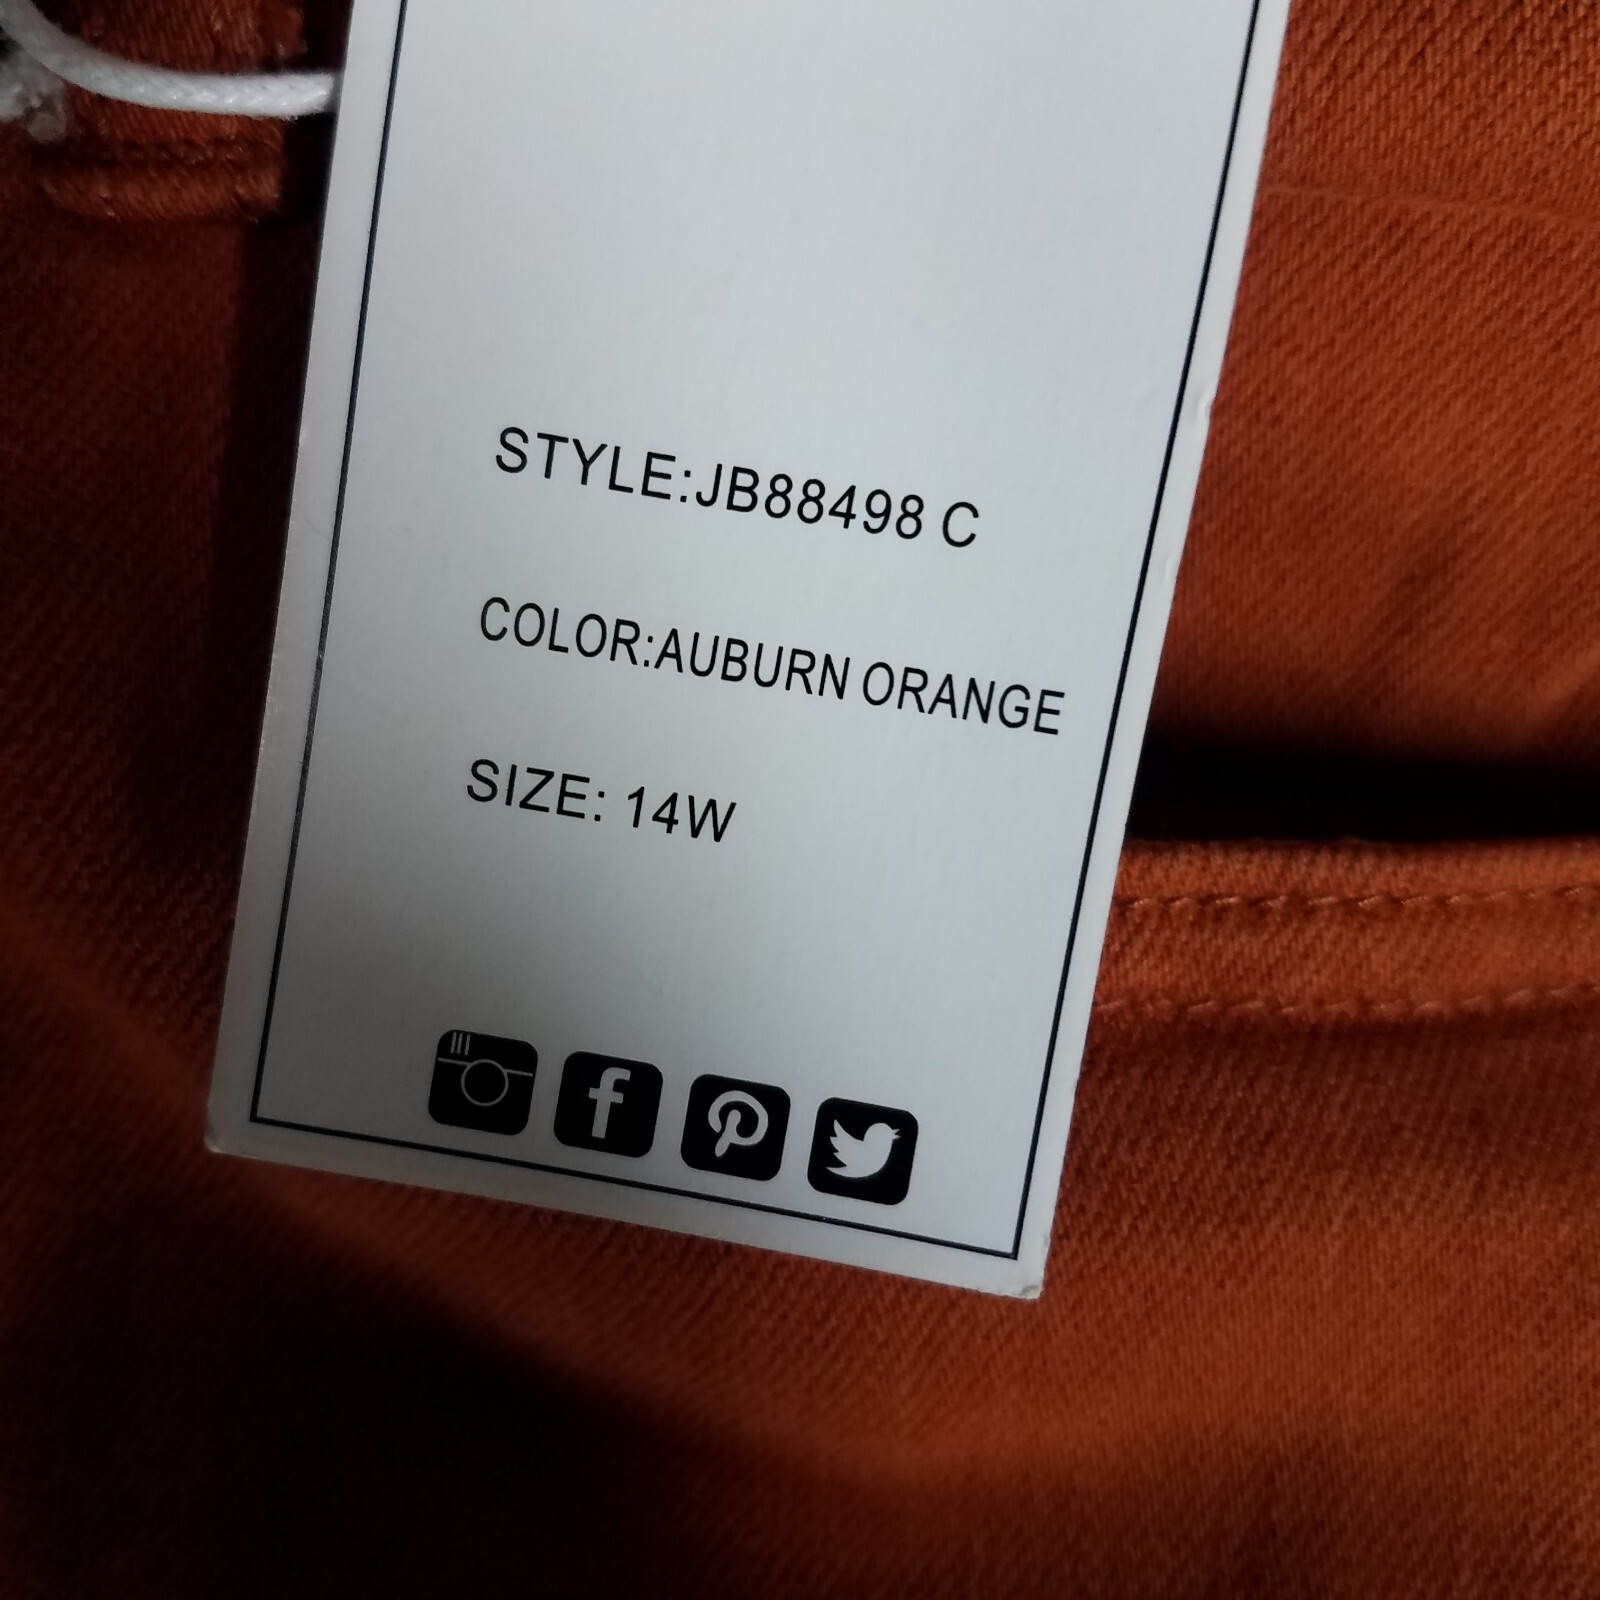 STYLE:JB88498 C
COLOR:AUBURN ORANGE
SIZE: 14W